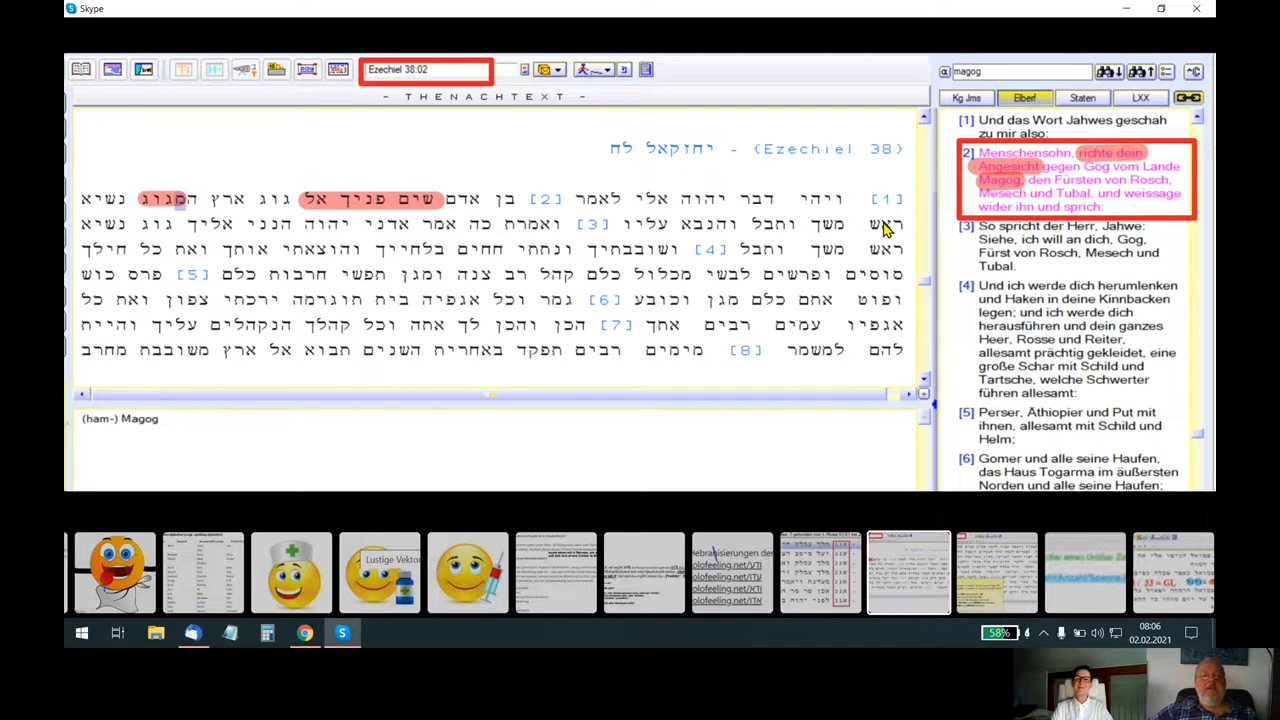 Skype
Ezechiel 38:02
- THENACHTEXT -
יחזקאל לח - {Ezechiel 38}
[1] ויהי דבר יהוה אלי לאמר [2] בן אדם שים פניך אל גוג ארץ המגוג נשיא
ראש משך ותבל והנבא עליו [3] ואמרת כה אמר אדני יהוה הנני אליך גוג נשיא
ראש משך ותבל [4] ושובבתיך ונתתי חחים בלחייך והוצאתי אותך ואת כל חילך
סוסים ופרשים לבשי מכלול כלם קהל רב צנה ומגן תפשי חרבות כלם [5] פרס כוש
ופוט אתם כלם מגן וכובע [6] גמר וכל אגפיה בית תוגרמה ירכתי צפון ואת כל
אגפיו עמים רבים אתך [7] הכן והכן לך אתה וכל קהלך הנקהלים עליך והיית
להם למשמר [8] מימים רבים תפקד באחרית השנים תבוא אל ארץ משובבת מחרב
(ham-) Magog
magog
Kg Jms
Elberf
Staten
LXX
[1] Und das Wort Jahwes geschah
zu mir also:
2] Menschensohn, richte dein
Angesicht gegen Gog vom Lande
Magog, den Fürsten von Rosch,
Mesech und Tubal, und weissage
wider ihn und sprich:
[3] So spricht der Herr, Jahwe:
Siehe, ich will an dich, Gog,
Fürst von Rosch, Mesech und
Tubal.
[4] Und ich werde dich herumlenken
und Haken in deine Kinnbacken
legen; und ich werde dich
herausführen und dein ganzes
Heer, Rosse und Reiter,
allesamt prächtig gekleidet, eine
große Schar mit Schild und
Tartsche, welche Schwerter
führen allesamt:
[5] Perser, Äthiopier und Put mit
ihnen, allesamt mit Schild und
Helm;
[6] Gomer und alle seine Haufen,
das Haus Togarma im äußersten
Norden und alle seine Haufen;
Lustige Vektor
Hebranisierungen der
58%
08:06
02.02.2021